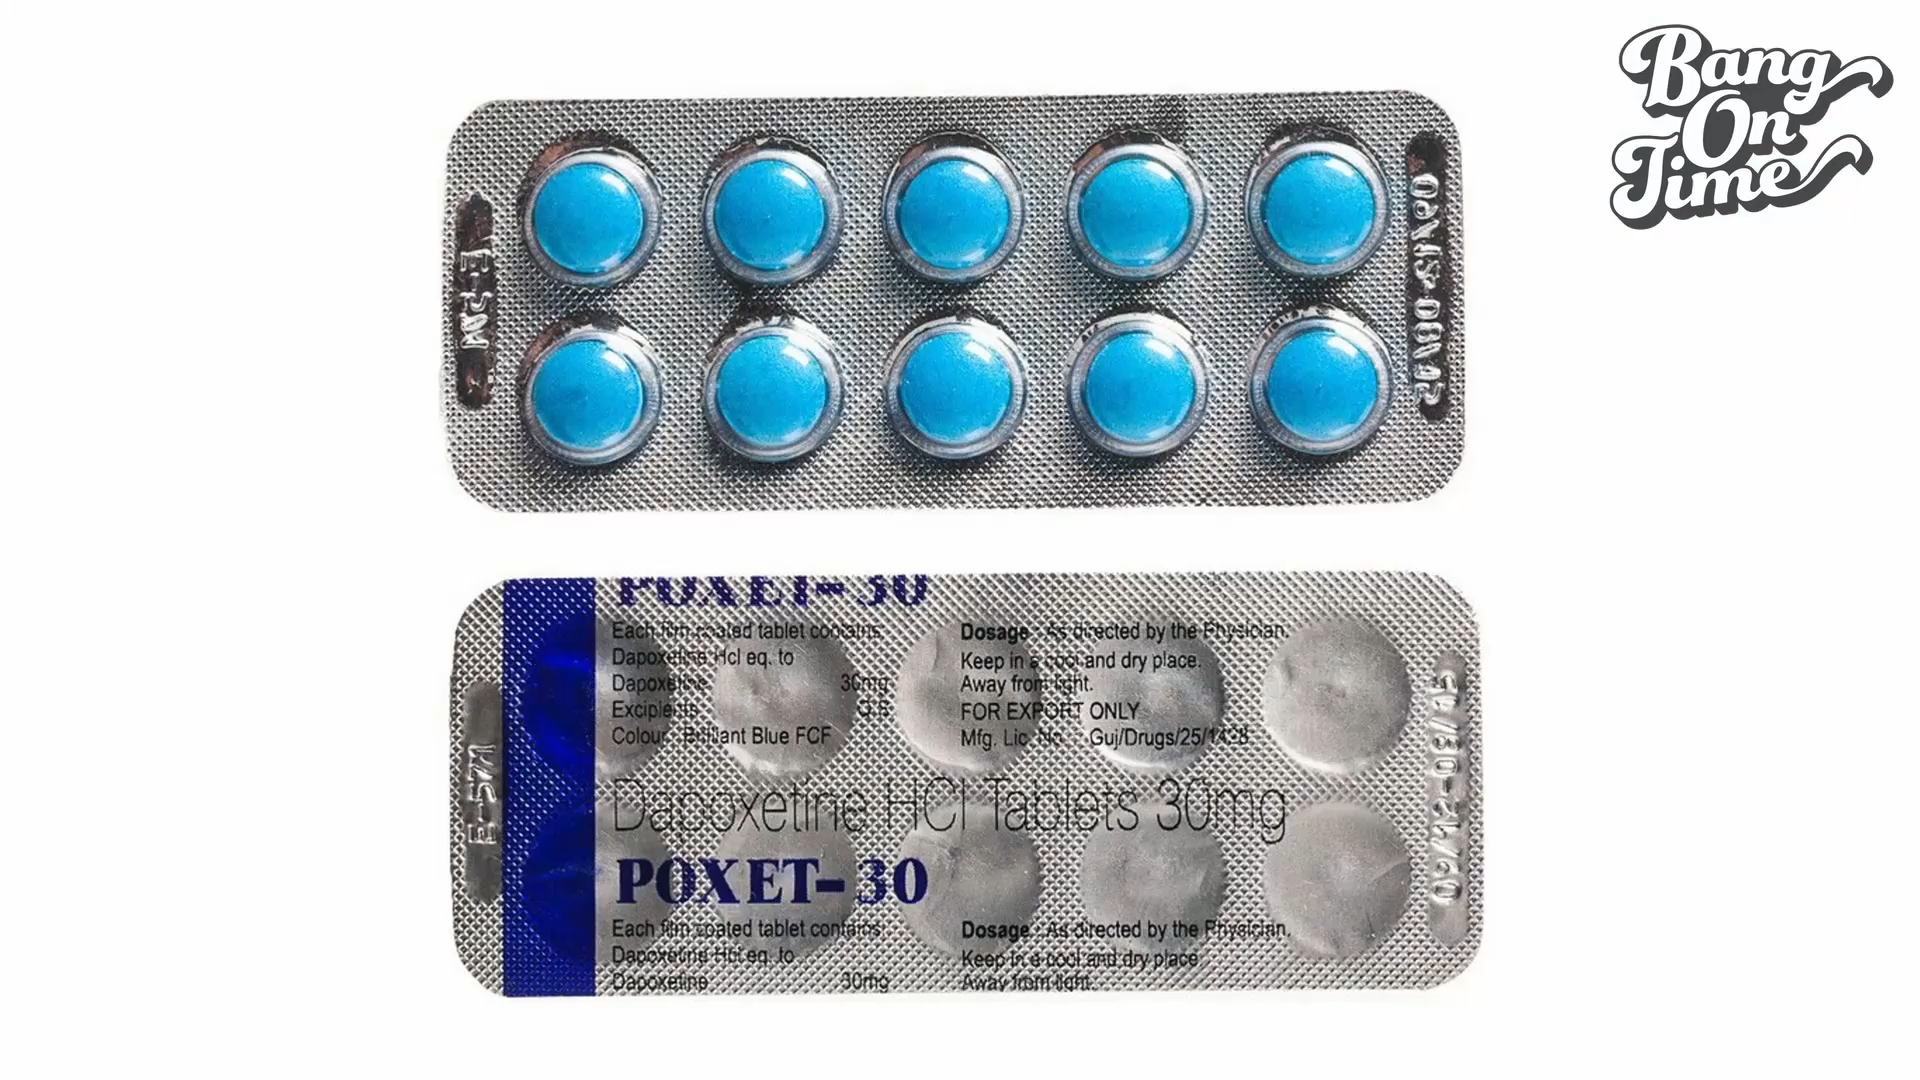 Bang
On
Time
E-571
POXET-30
Each film coated tablet contains
Dapoxetine Hcl eq. to
Dapoxetine 30mg
Excipients Q.S.
Colour Brilliant Blue FCF
Dosage : As directed by the Physician.
Keep in a cool and dry place.
Away from light.
FOR EXPORT ONLY
Mfg. Lic. No. Guj/Drugs/25/1428
Dapoxetine HCl Tablets 30mg
POXET-30
Each film coated tablet contains
Dapoxetine Hcl eq. to
Dapoxetine 30mg
Dosage : As directed by the Physician.
Keep in a cool and dry place
Away from light.